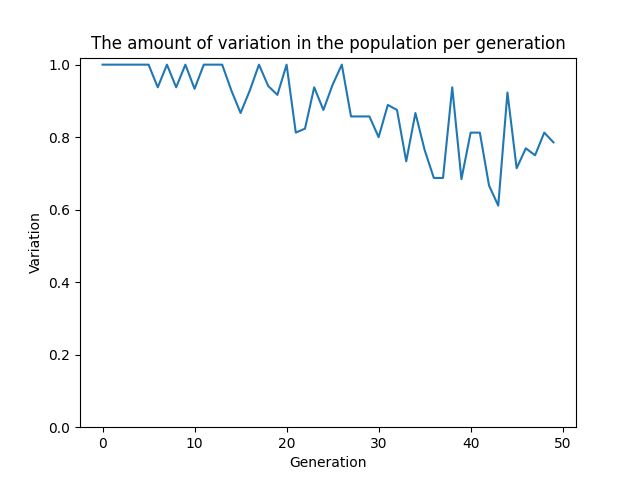 The amount of variation in the population per generation
1.0
0.8
0.6
0.4
0.2
0.0
Variation
0 10 20 30 40 50
Generation